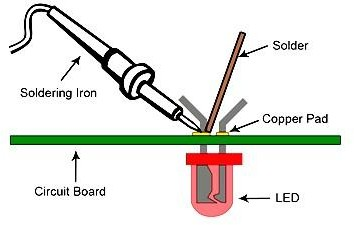 Solder
Soldering Iron
Copper Pad
Circuit Board
LED